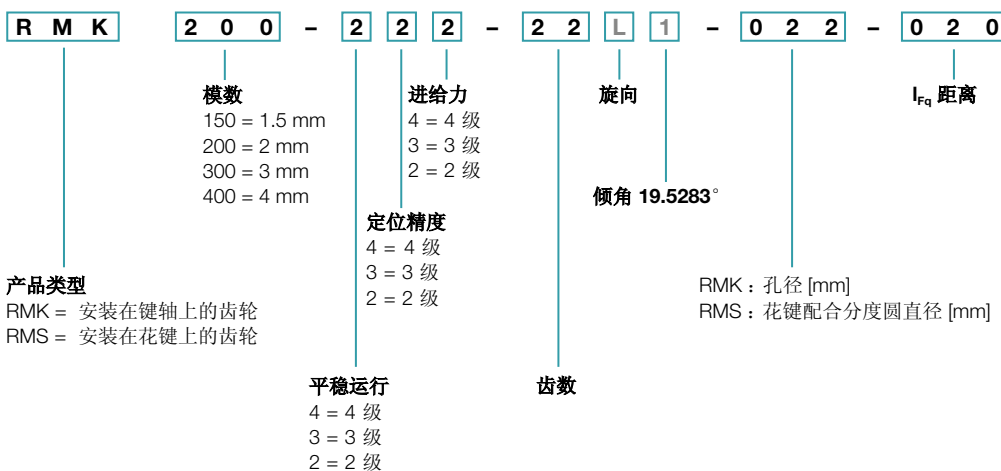 R M K 2 0 0 – 2 2 2 – 2 2 L 1 – 0 2 2 – 0 2 0
模数
150 = 1.5 mm
200 = 2 mm
300 = 3 mm
400 = 4 mm
进给力
4 = 4 级
3 = 3 级
2 = 2 级
旋向
lFq 距离
倾角 19.5283°
定位精度
4 = 4 级
3 = 3 级
2 = 2 级
产品类型
RMK = 安装在键轴上的齿轮
RMS = 安装在花键上的齿轮
RMK：孔径 [mm]
RMS：花键配合分度圆直径 [mm]
平稳运行
4 = 4 级
3 = 3 级
2 = 2 级
齿数